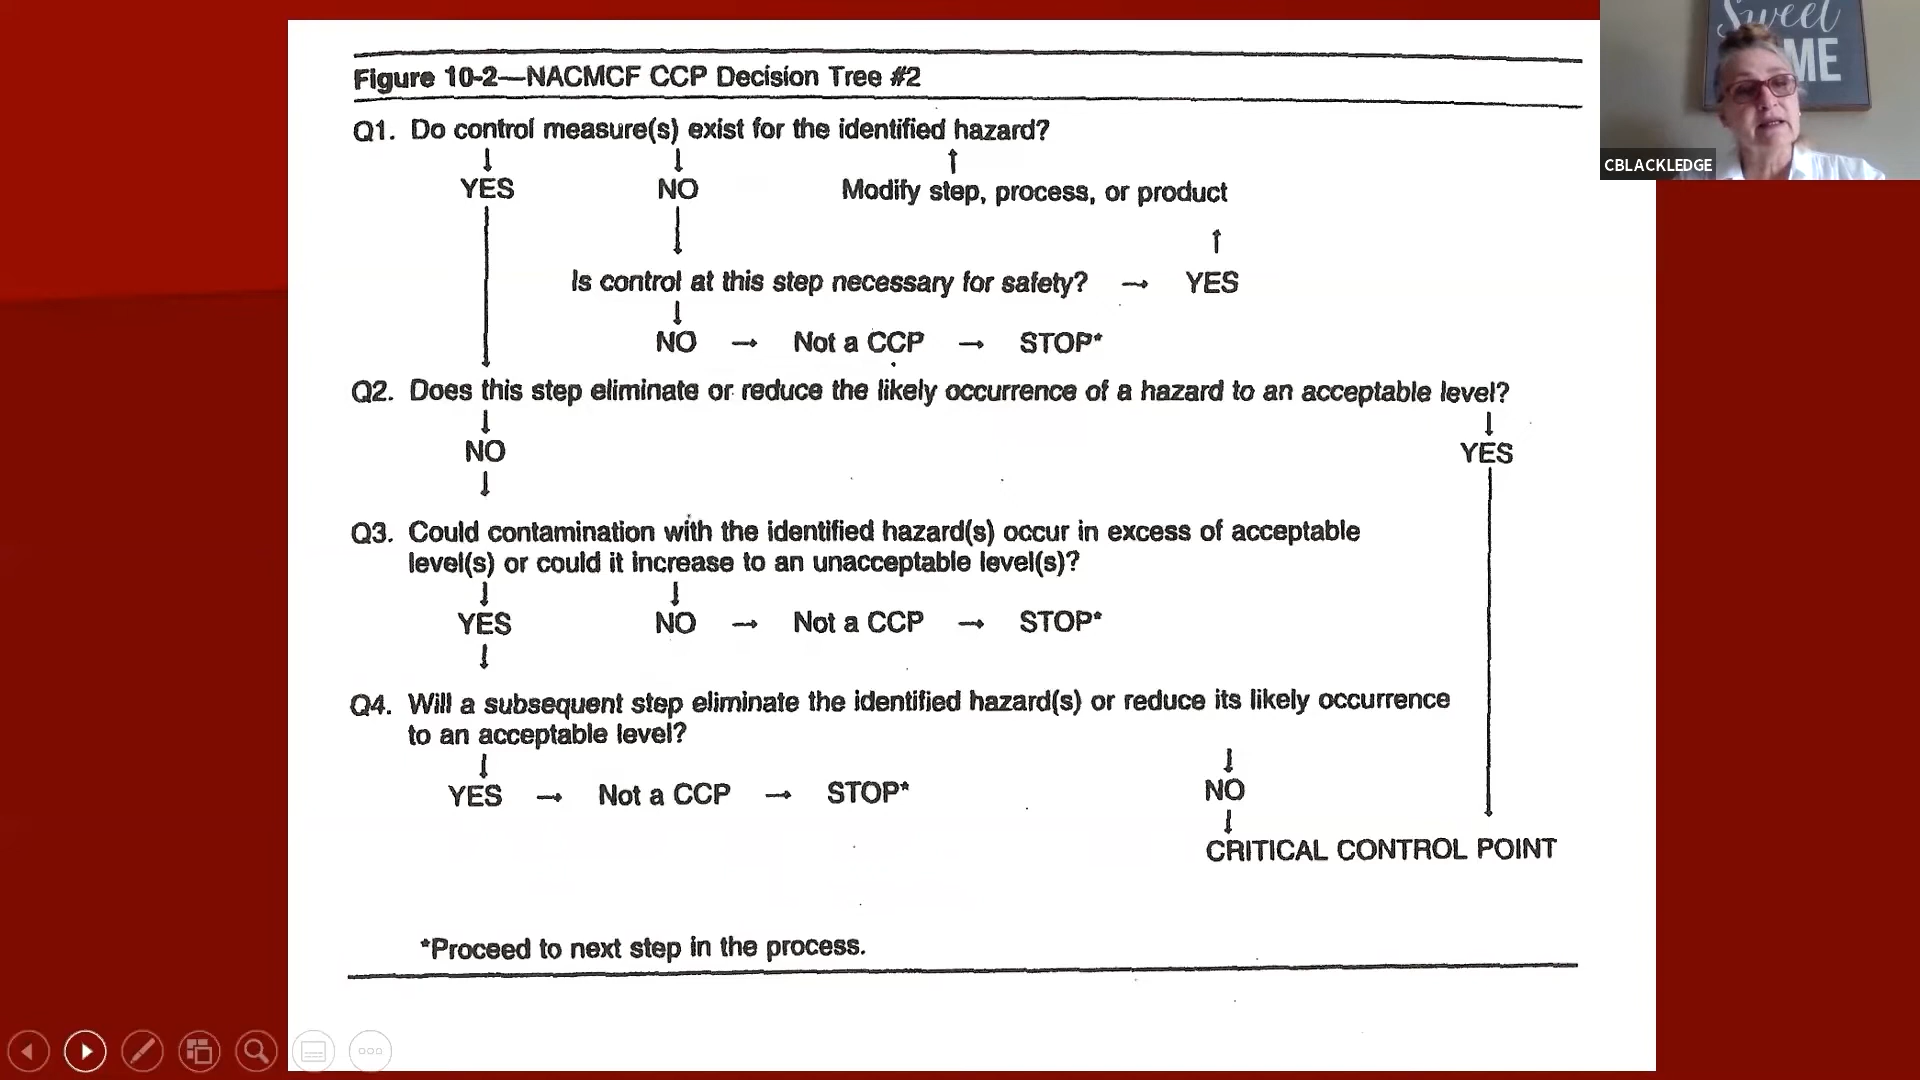 Figure 10-2—NACMCF CCP Decision Tree #2
Q1. Do control measure(s) exist for the identified hazard?
YES NO Modify step, process, or product
Is control at this step necessary for safety? → YES
NO → Not a CCP → STOP*
Q2. Does this step eliminate or reduce the likely occurrence of a hazard to an acceptable level?
NO YES
Q3. Could contamination with the identified hazard(s) occur in excess of acceptable
level(s) or could it increase to an unacceptable level(s)?
YES NO → Not a CCP → STOP*
Q4. Will a subsequent step eliminate the identified hazard(s) or reduce its likely occurrence
to an acceptable level?
YES → Not a CCP → STOP* NO
CRITICAL CONTROL POINT
*Proceed to next step in the process.
Sweet
ME
CBLACKLEDGE